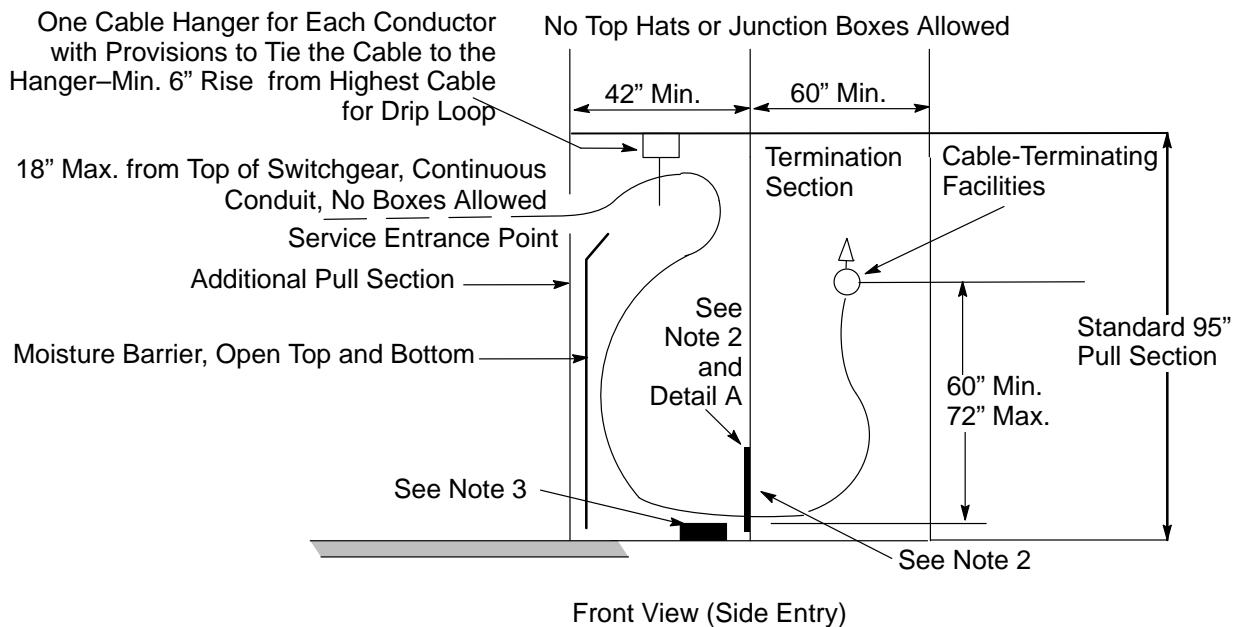 One Cable Hanger for Each Conductor
with Provisions to Tie the Cable to the
Hanger–Min. 6” Rise from Highest Cable
for Drip Loop
No Top Hats or Junction Boxes Allowed
42” Min.
60” Min.
18” Max. from Top of Switchgear, Continuous
Conduit, No Boxes Allowed
Service Entrance Point
Termination
Section
Cable-Terminating
Facilities
Additional Pull Section
See
Note 2
and
Detail A
Standard 95”
Pull Section
Moisture Barrier, Open Top and Bottom
60” Min.
72” Max.
See Note 3
See Note 2
Front View (Side Entry)